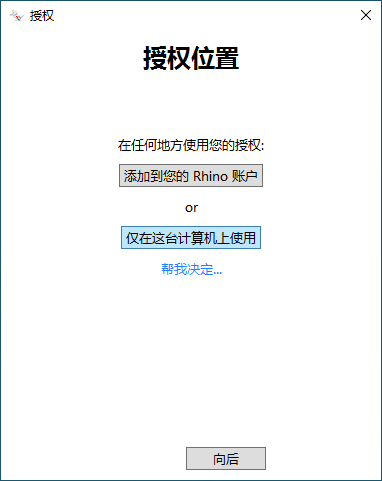 授权
授权位置
在任何地方使用您的授权:
添加到您的 Rhino 账户
or
仅在这台计算机上使用
帮我决定...
向后